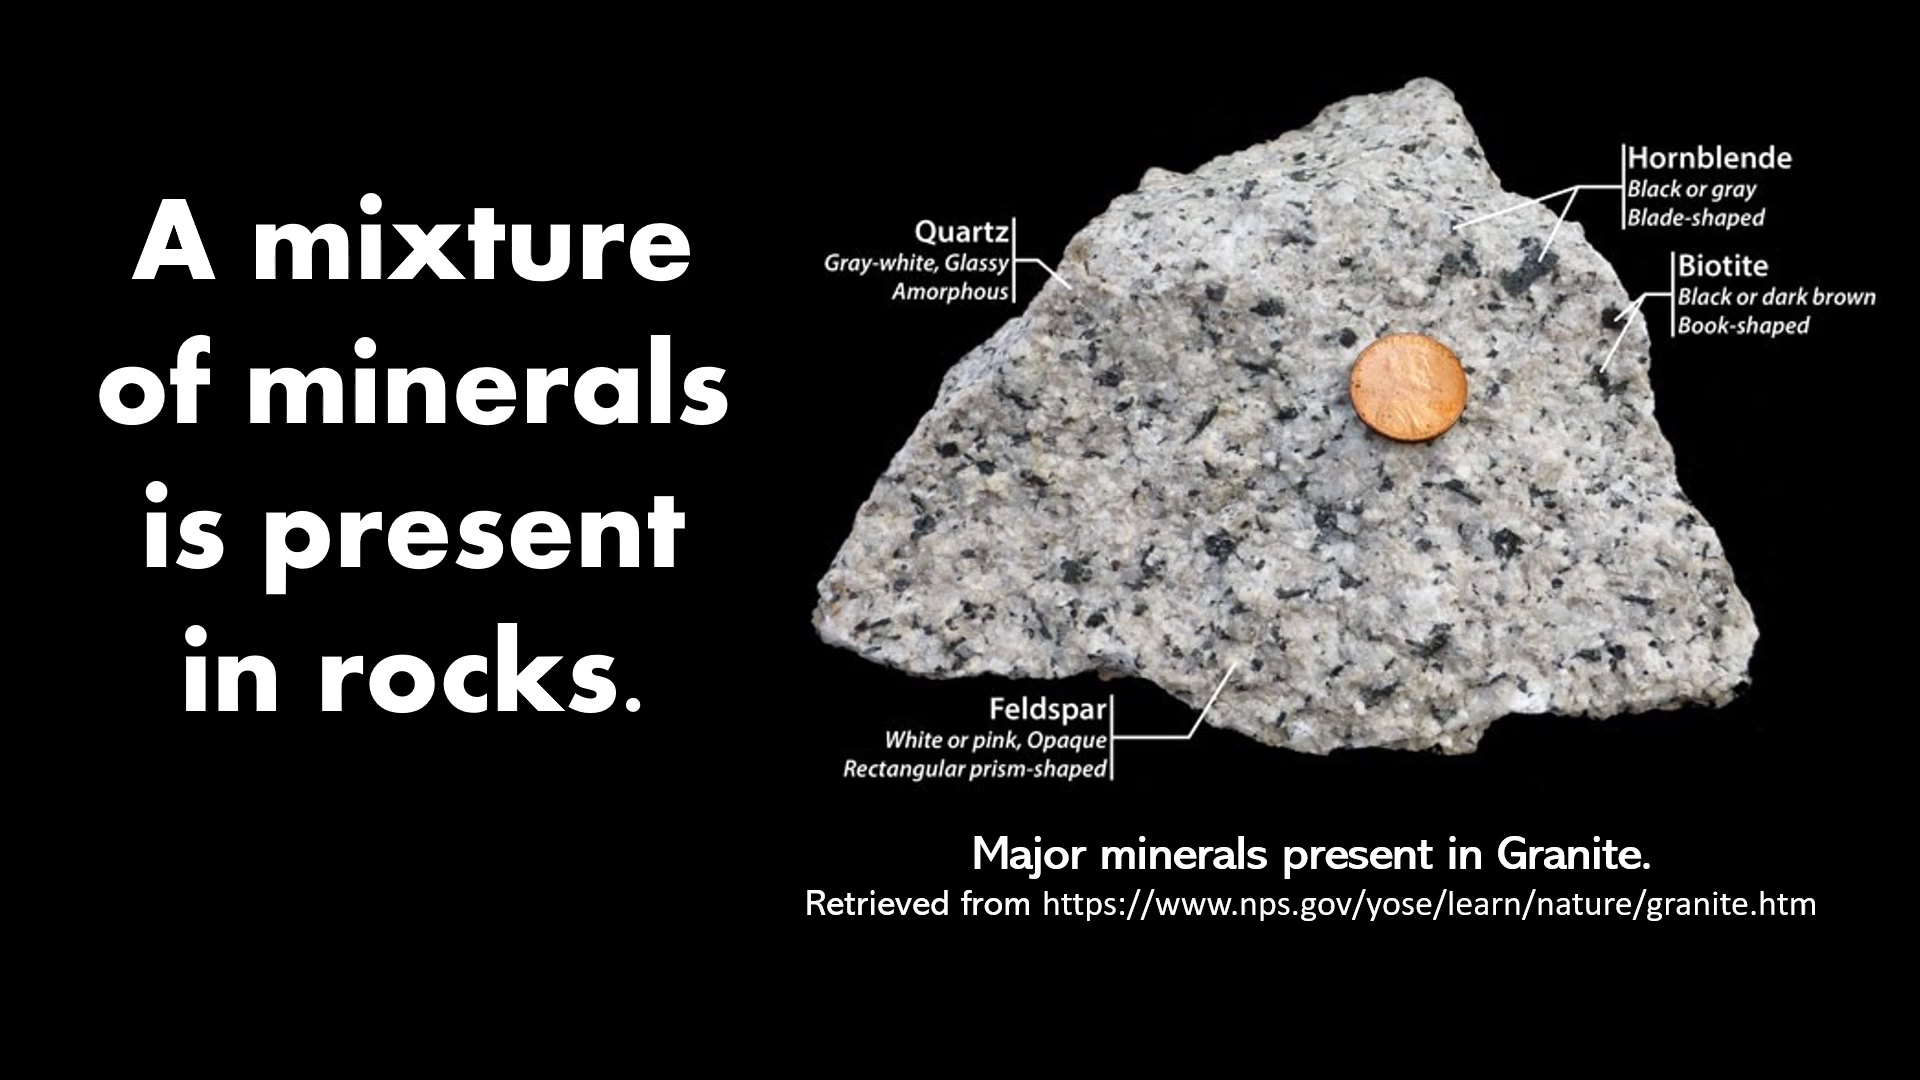 A mixture
of minerals
is present
in rocks.
Quartz
Gray-white, Glassy
Amorphous
Hornblende
Black or gray
Blade-shaped
Biotite
Black or dark brown
Book-shaped
Feldspar
White or pink, Opaque
Rectangular prism-shaped
Major minerals present in Granite.
Retrieved from https://www.nps.gov/yose/learn/nature/granite.htm